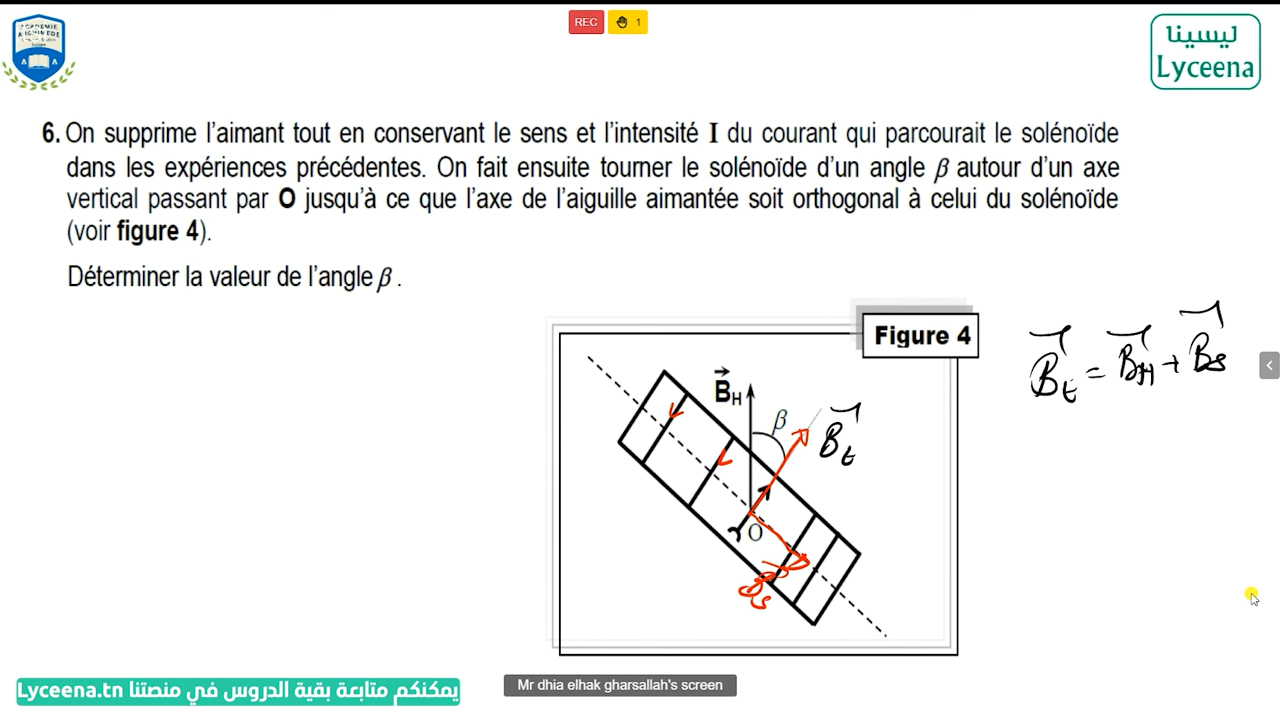 REC 1
ACADEMIE
ARCHIMEDE
ليسينا
Lyceena
6. On supprime l’aimant tout en conservant le sens et l’intensité I du courant qui parcourait le solénoïde
dans les expériences précédentes. On fait ensuite tourner le solénoïde d’un angle β autour d’un axe
vertical passant par O jusqu’à ce que l’axe de l’aiguille aimantée soit orthogonal à celui du solénoïde
(voir figure 4).
Déterminer la valeur de l’angle β .
Figure 4
B⃗t = B⃗H + B⃗s
B⃗H
β
B⃗t
O
B⃗s
يمكنكم متابعة بقية الدروس في منصتنا Lyceena.tn
Mr dhia elhak gharsallah's screen